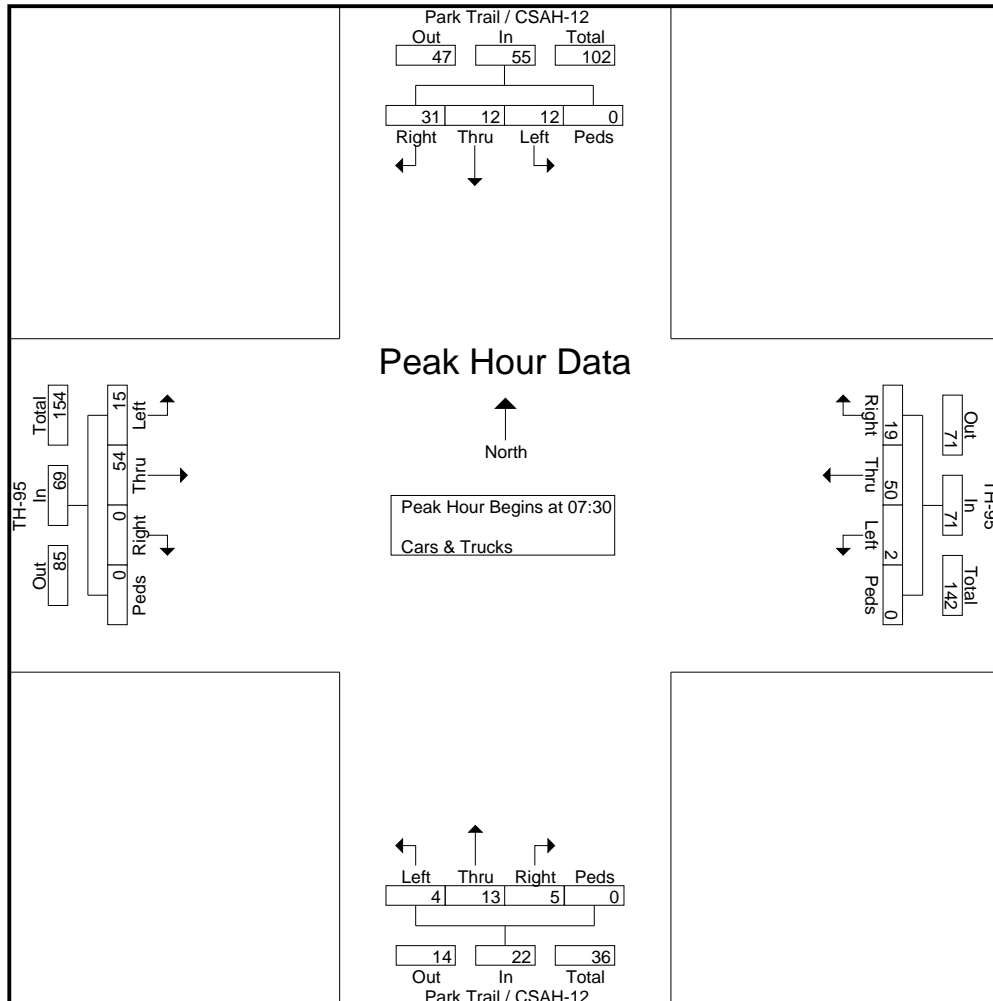 Park Trail / CSAH-12
Out In Total
47 55 102
31 12 12 0
Right Thru Left Peds
Peak Hour Data
North
Peak Hour Begins at 07:30
Cars & Trucks
TH-95
Total In Out
154 69 85
15 54 0 0
Left Thru Right Peds
TH-95
Out In Total
71 71 142
19 50 2 0
Right Thru Left Peds
Left Thru Right Peds
4 13 5 0
14 22 36
Out In Total
Park Trail / CSAH-12